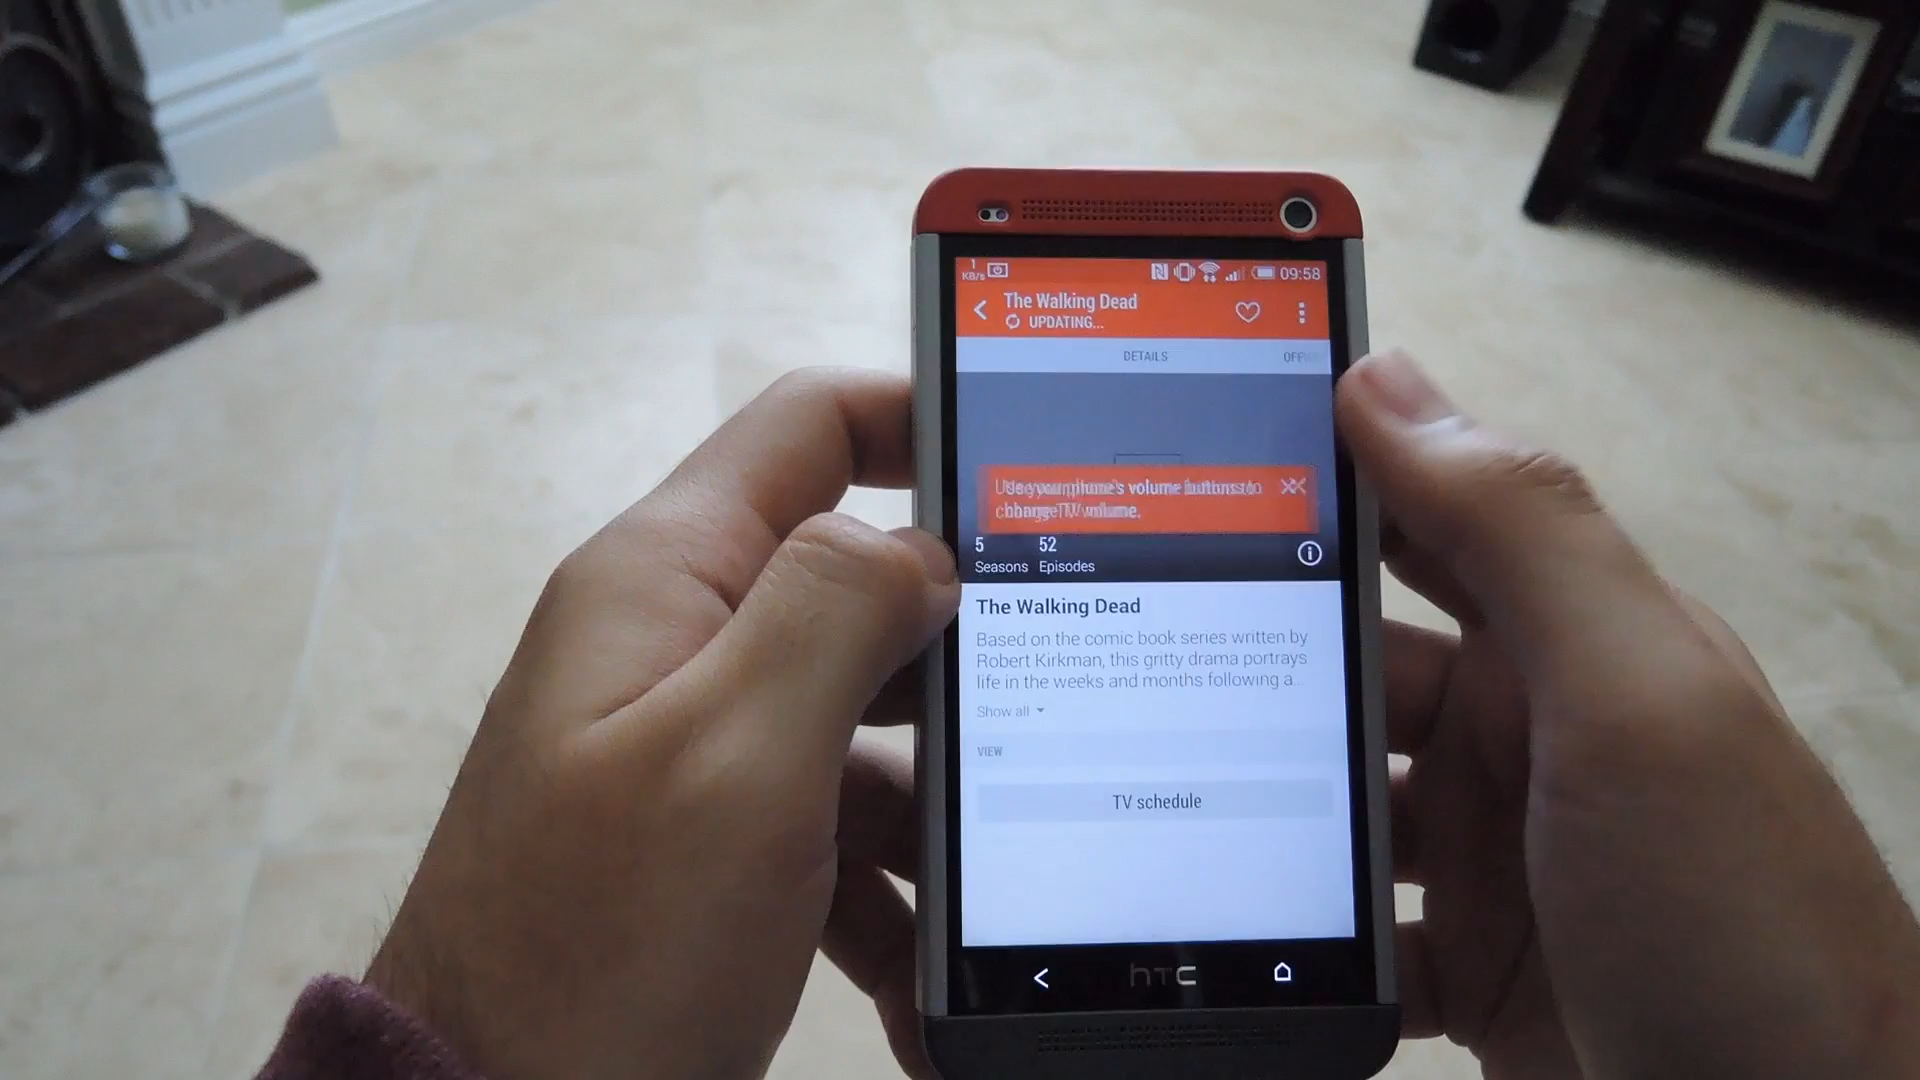 1
KB/s
09:58
The Walking Dead
UPDATING...
DETAILS
Use your phone's volume buttons to
change TV volume.
5
52
Seasons
Episodes
The Walking Dead
Based on the comic book series written by
Robert Kirkman, this gritty drama portrays
life in the weeks and months following a...
Show all
VIEW
TV schedule
hTC